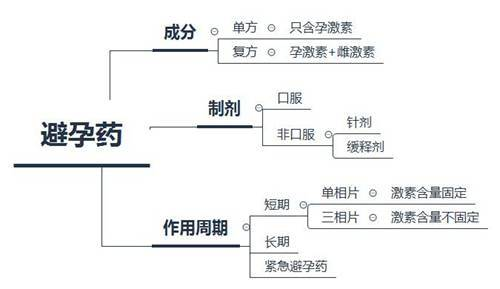 避孕药
成分
单方
只含孕激素
复方
孕激素+雌激素
制剂
口服
非口服
针剂
缓释剂
作用周期
短期
单相片
激素含量固定
三相片
激素含量不固定
长期
紧急避孕药